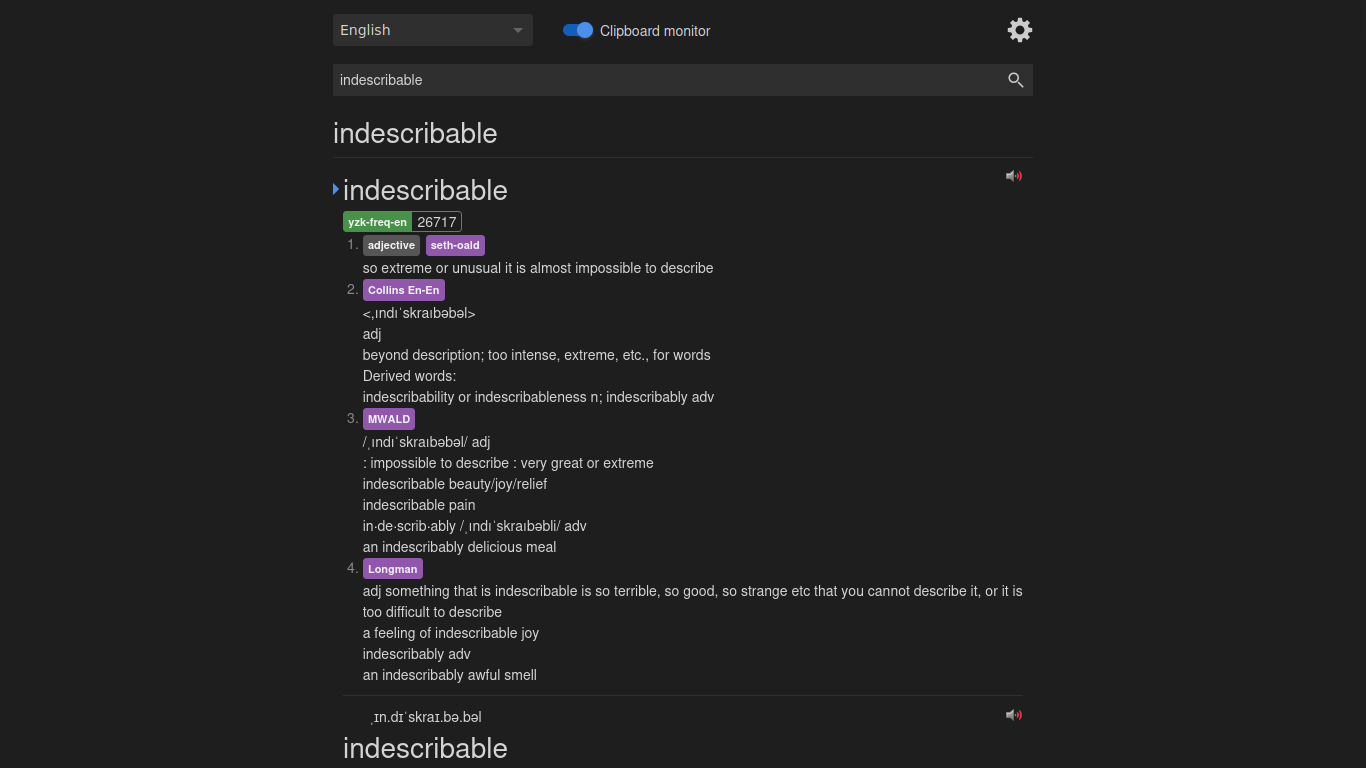 English
Clipboard monitor
indescribable
indescribable
indescribable
yzk-freq-en 26717
1. adjective seth-oald
so extreme or unusual it is almost impossible to describe
2. Collins En-En
<ˌɪndɪˈskraɪbəbəl>
adj
beyond description; too intense, extreme, etc., for words
Derived words:
indescribability or indescribableness n; indescribably adv
3. MWALD
/ˌɪndɪˈskraɪbəbəl/ adj
: impossible to describe : very great or extreme
indescribable beauty/joy/relief
indescribable pain
in·de·scrib·ably /ˌɪndɪˈskraɪbəbli/ adv
an indescribably delicious meal
4. Longman
adj something that is indescribable is so terrible, so good, so strange etc that you cannot describe it, or it is
too difficult to describe
a feeling of indescribable joy
indescribably adv
an indescribably awful smell
ˌɪn.dɪˈskraɪ.bə.bəl
indescribable